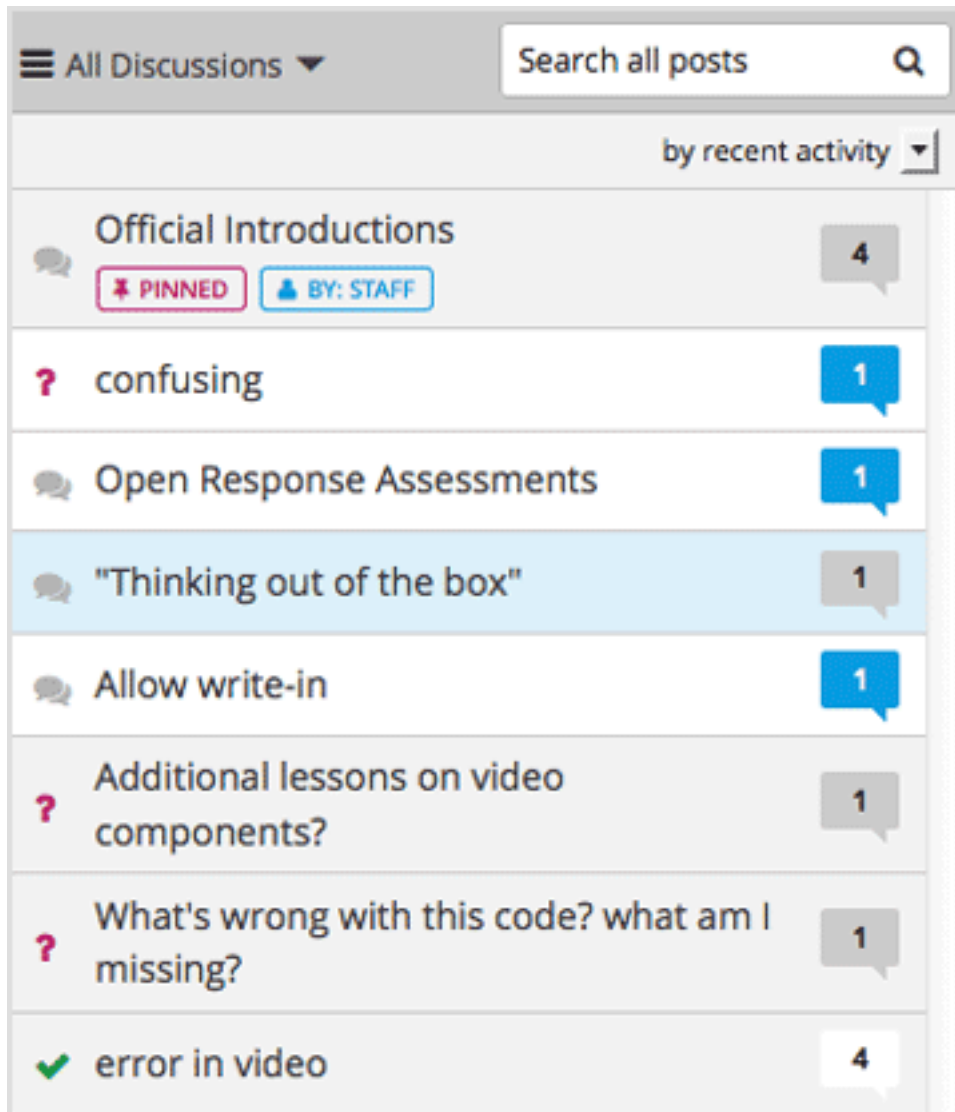 All Discussions
Search all posts
by recent activity
Official Introductions
4
PINNED
BY: STAFF
? confusing
1
Open Response Assessments
1
"Thinking out of the box"
1
Allow write-in
1
Additional lessons on video
? components?
1
What's wrong with this code? what am I
? missing?
1
error in video
4